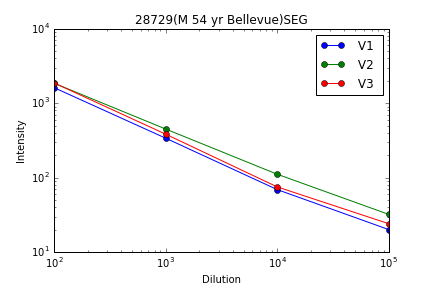 28729(M 54 yr Bellevue)SEG
10^4
10^3
10^2
10^1
Intensity
10^2 10^3 10^4 10^5
Dilution
V1
V2
V3